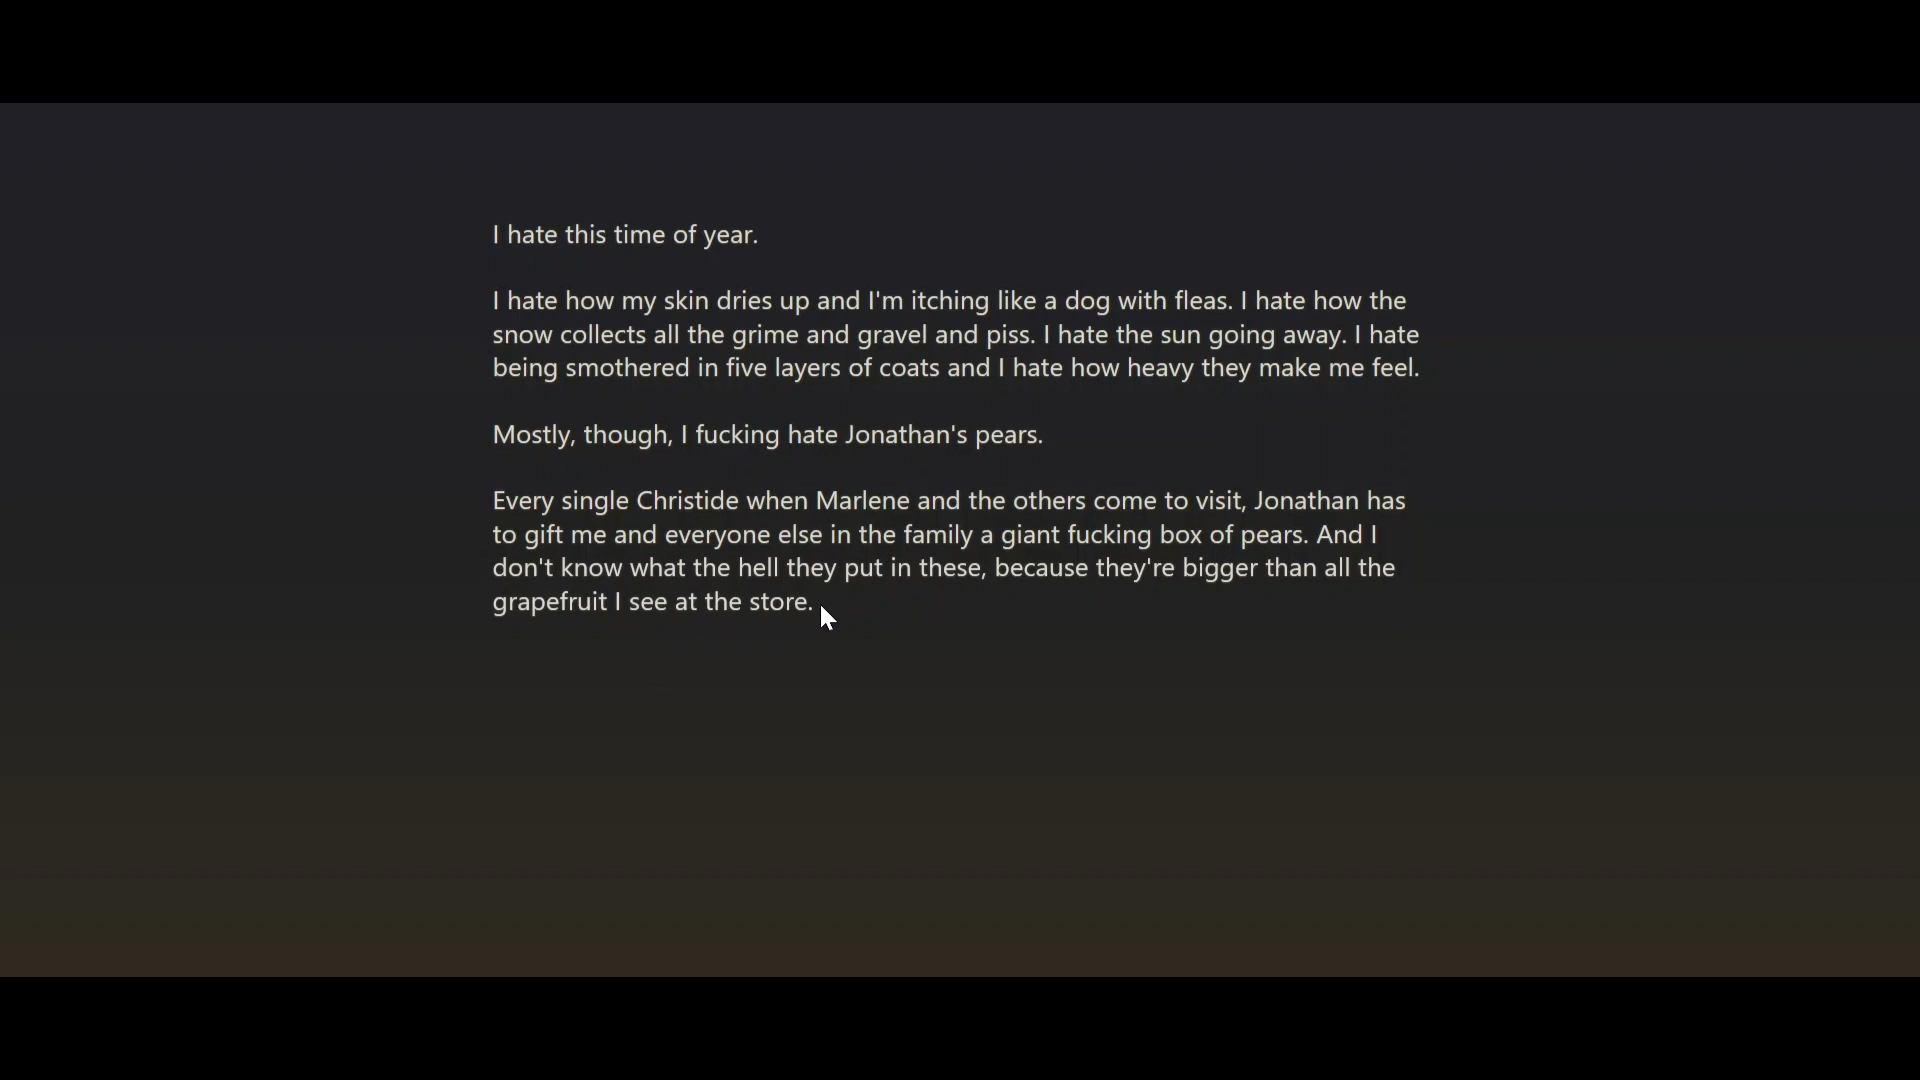 I hate this time of year.
I hate how my skin dries up and I'm itching like a dog with fleas. I hate how the
snow collects all the grime and gravel and piss. I hate the sun going away. I hate
being smothered in five layers of coats and I hate how heavy they make me feel.
Mostly, though, I fucking hate Jonathan's pears.
Every single Christide when Marlene and the others come to visit, Jonathan has
to gift me and everyone else in the family a giant fucking box of pears. And I
don't know what the hell they put in these, because they're bigger than all the
grapefruit I see at the store.